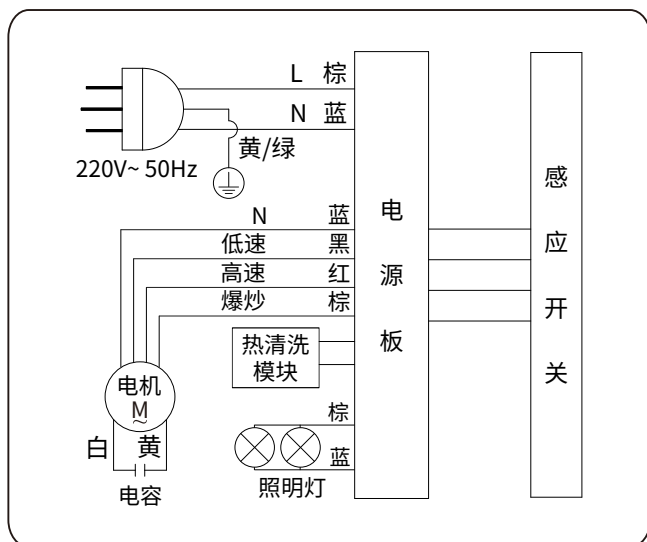 L 棕
N 蓝
黄/绿
220V~ 50Hz
N 蓝
低速 黑
高速 红
爆炒 棕
热清洗
模块
电机
M
~
白 黄
电容
棕
蓝
照明灯
电
源
板
感
应
开
关